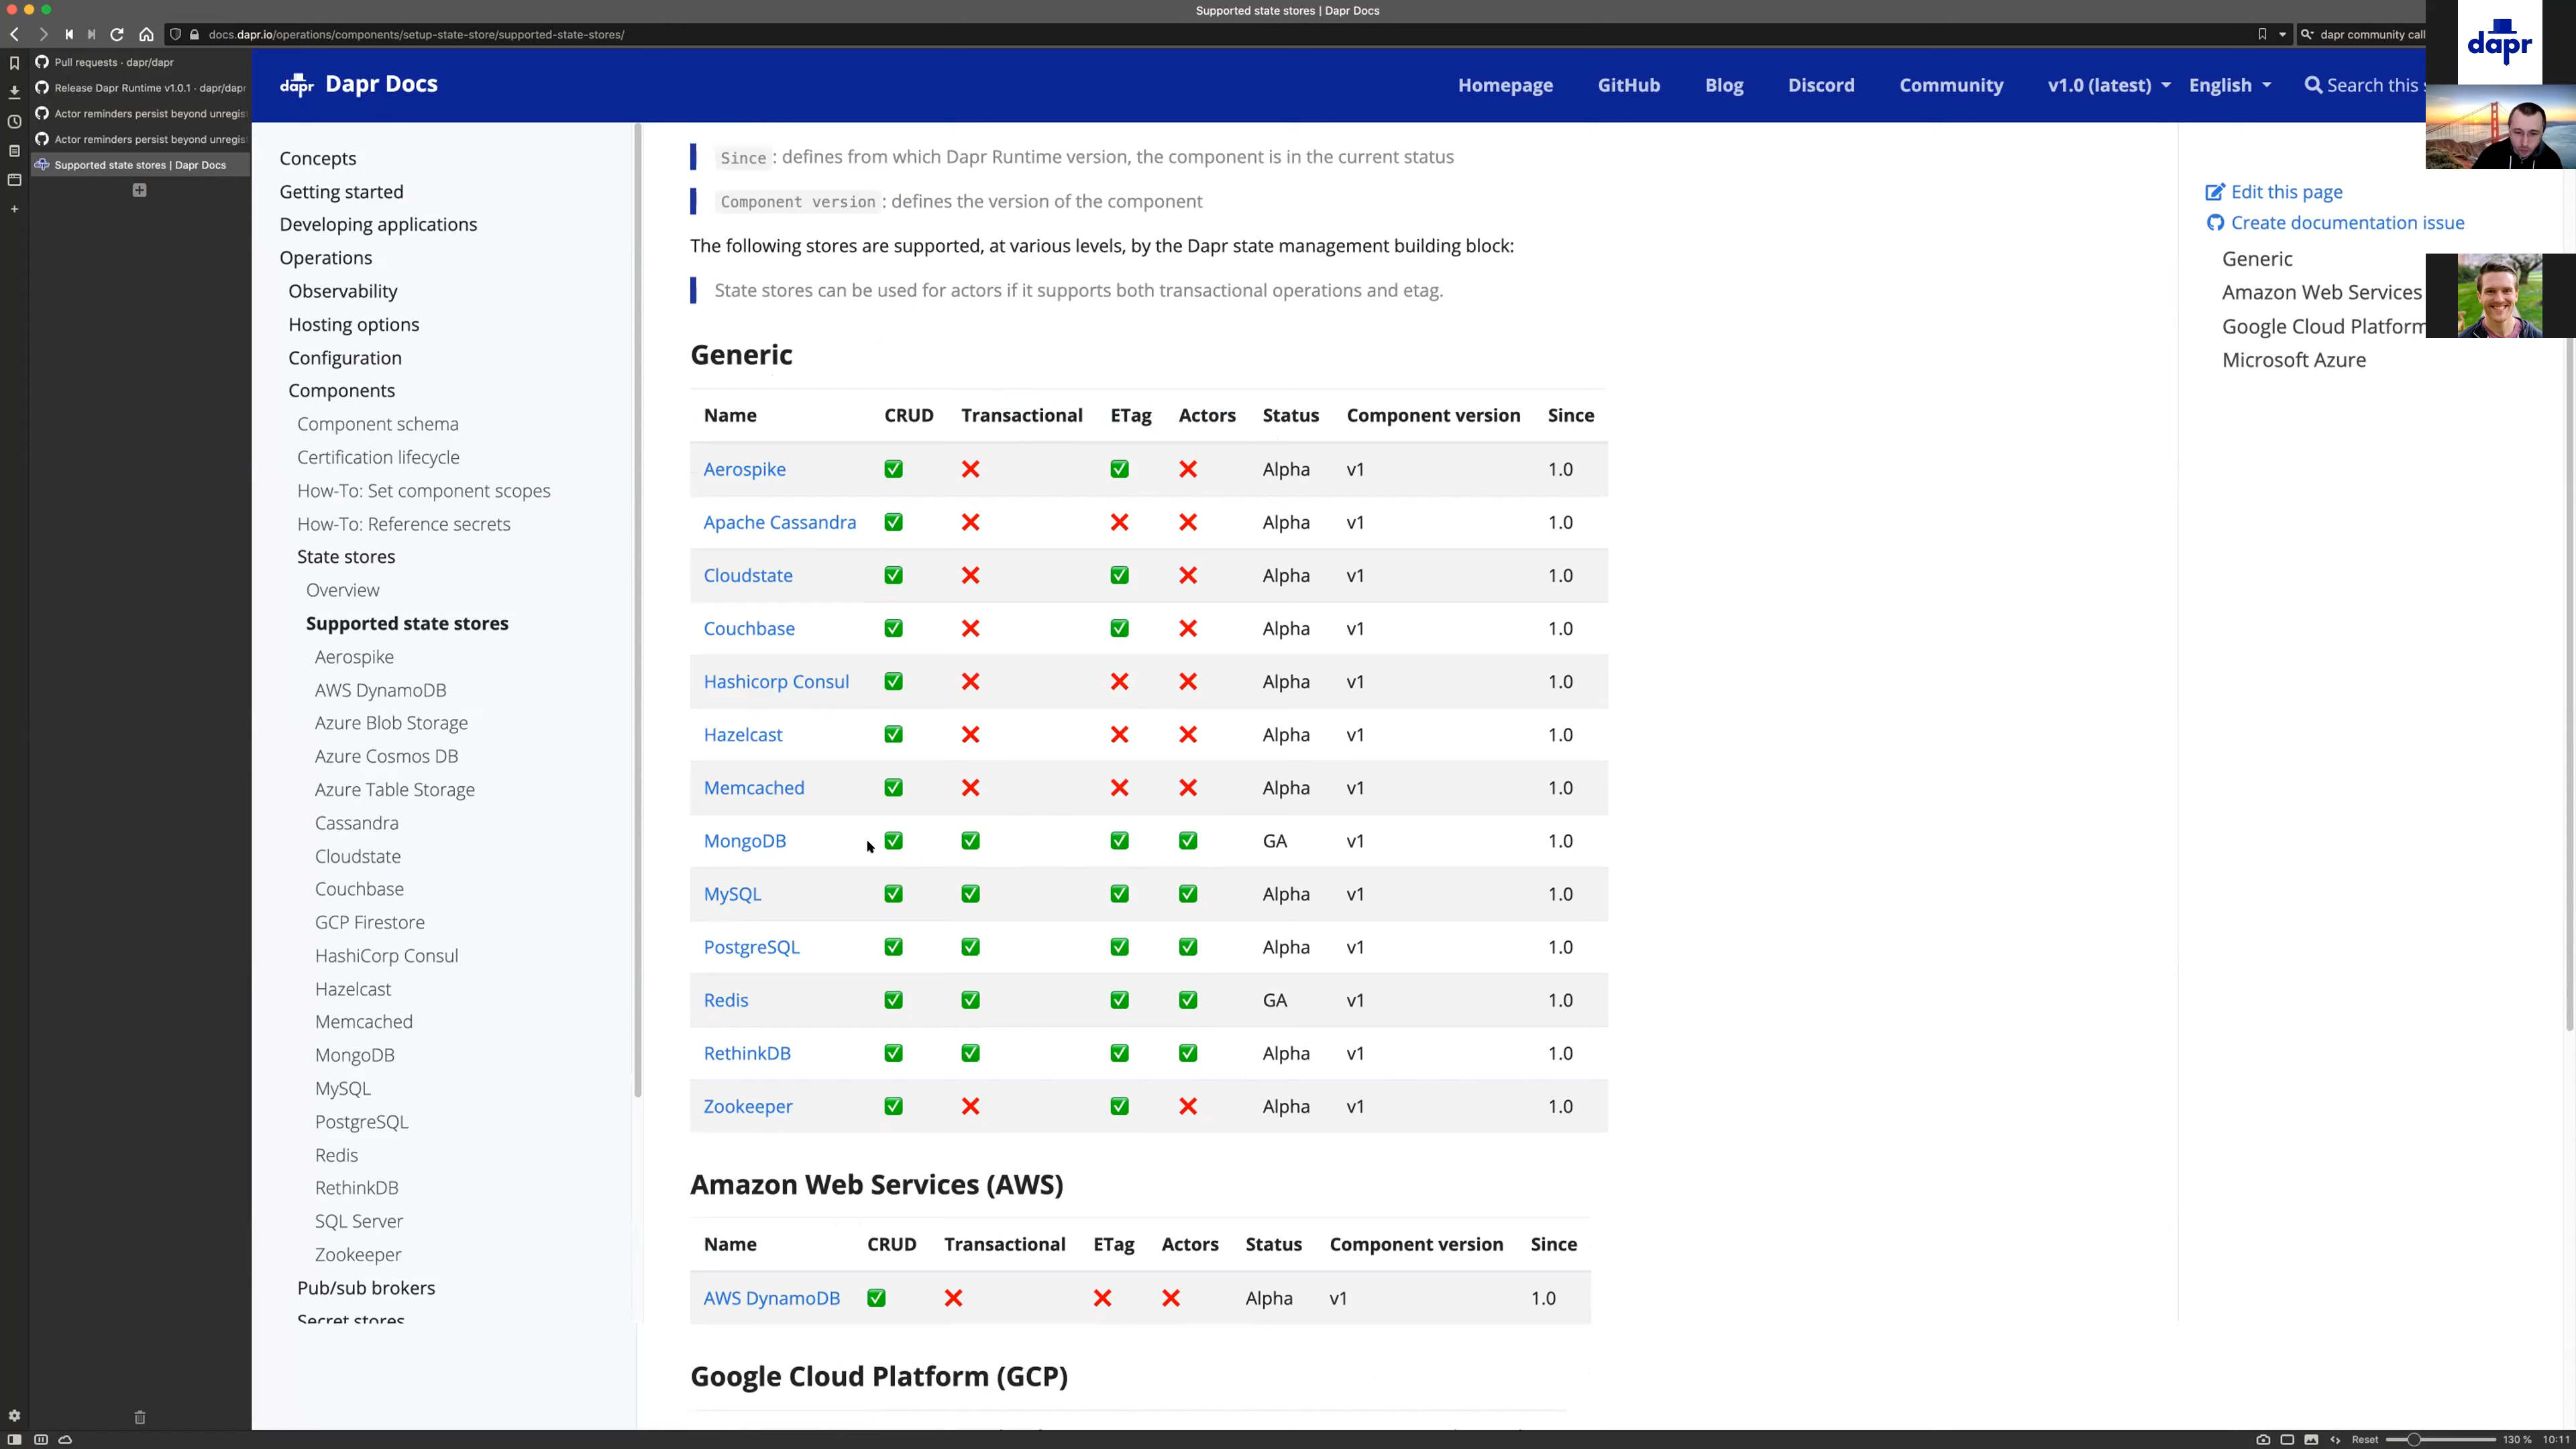 Supported state stores | Dapr Docs
docs.dapr.io/operations/components/setup-state-store/supported-state-stores/
dapr community call
Pull requests · dapr/dapr
Release Dapr Runtime v1.0.1 · dapr/dapr
Actor reminders persist beyond unregis
Actor reminders persist beyond unregis
Supported state stores | Dapr Docs
dapr
Dapr Docs
Homepage
GitHub
Blog
Discord
Community
v1.0 (latest)
English
Search this
dapr
Concepts
Getting started
Developing applications
Operations
Observability
Hosting options
Configuration
Components
Component schema
Certification lifecycle
How-To: Set component scopes
How-To: Reference secrets
State stores
Overview
Supported state stores
Aerospike
AWS DynamoDB
Azure Blob Storage
Azure Cosmos DB
Azure Table Storage
Cassandra
Cloudstate
Couchbase
GCP Firestore
HashiCorp Consul
Hazelcast
Memcached
MongoDB
MySQL
PostgreSQL
Redis
RethinkDB
SQL Server
Zookeeper
Pub/sub brokers
Secret stores
Since : defines from which Dapr Runtime version, the component is in the current status
Component version : defines the version of the component
The following stores are supported, at various levels, by the Dapr state management building block:
State stores can be used for actors if it supports both transactional operations and etag.
Generic
Name CRUD Transactional ETag Actors Status Component version Since
Aerospike ✅ ❌ ✅ ❌ Alpha v1 1.0
Apache Cassandra ✅ ❌ ❌ ❌ Alpha v1 1.0
Cloudstate ✅ ❌ ✅ ❌ Alpha v1 1.0
Couchbase ✅ ❌ ✅ ❌ Alpha v1 1.0
Hashicorp Consul ✅ ❌ ❌ ❌ Alpha v1 1.0
Hazelcast ✅ ❌ ❌ ❌ Alpha v1 1.0
Memcached ✅ ❌ ❌ ❌ Alpha v1 1.0
MongoDB ✅ ✅ ✅ ✅ GA v1 1.0
MySQL ✅ ✅ ✅ ✅ Alpha v1 1.0
PostgreSQL ✅ ✅ ✅ ✅ Alpha v1 1.0
Redis ✅ ✅ ✅ ✅ GA v1 1.0
RethinkDB ✅ ✅ ✅ ✅ Alpha v1 1.0
Zookeeper ✅ ❌ ✅ ❌ Alpha v1 1.0
Amazon Web Services (AWS)
Name CRUD Transactional ETag Actors Status Component version Since
AWS DynamoDB ✅ ❌ ❌ ❌ Alpha v1 1.0
Google Cloud Platform (GCP)
Edit this page
Create documentation issue
Generic
Amazon Web Services
Google Cloud Platform
Microsoft Azure
Reset
130 %
10:11